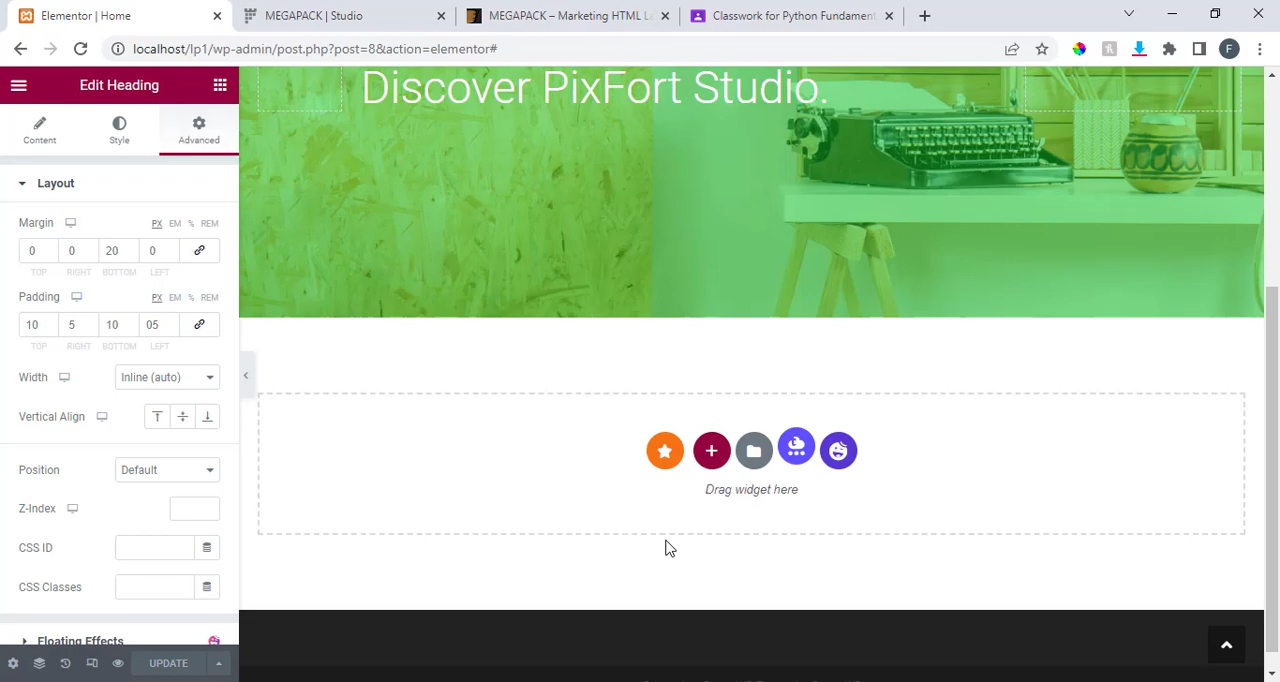 Elementor | Home
MEGAPACK | Studio
MEGAPACK – Marketing HTML L
Classwork for Python Fundament
localhost/lp1/wp-admin/post.php?post=8&action=elementor#
F
Edit Heading
Content
Style
Advanced
Discover PixFort Studio.
Layout
Margin
PX EM % REM
0 0 20 0
TOP RIGHT BOTTOM LEFT
Padding
PX EM % REM
10 5 10 05
TOP RIGHT BOTTOM LEFT
Width
Inline (auto)
Vertical Align
Position
Default
Z-Index
CSS ID
CSS Classes
Floating Effects
UPDATE
Drag widget here